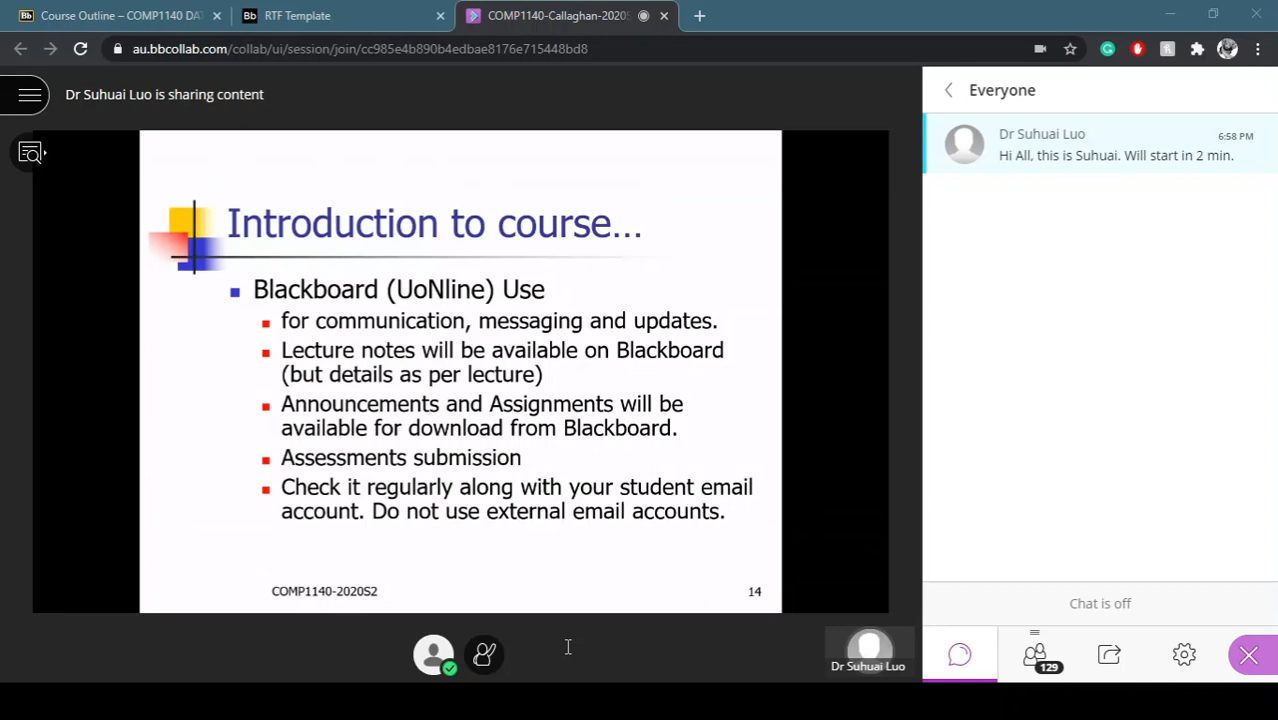 Course Outline – COMP1140 DAT
RTF Template
COMP1140-Callaghan-2020S
au.bbcollab.com/collab/ui/session/join/cc985e4b890b4edbae8176e715448bd8
Dr Suhuai Luo is sharing content
Everyone
Dr Suhuai Luo
6:58 PM
Hi All, this is Suhuai. Will start in 2 min.
Introduction to course...
Blackboard (UoNline) Use
for communication, messaging and updates.
Lecture notes will be available on Blackboard
(but details as per lecture)
Announcements and Assignments will be
available for download from Blackboard.
Assessments submission
Check it regularly along with your student email
account. Do not use external email accounts.
COMP1140-2020S2
14
Chat is off
Dr Suhuai Luo
129